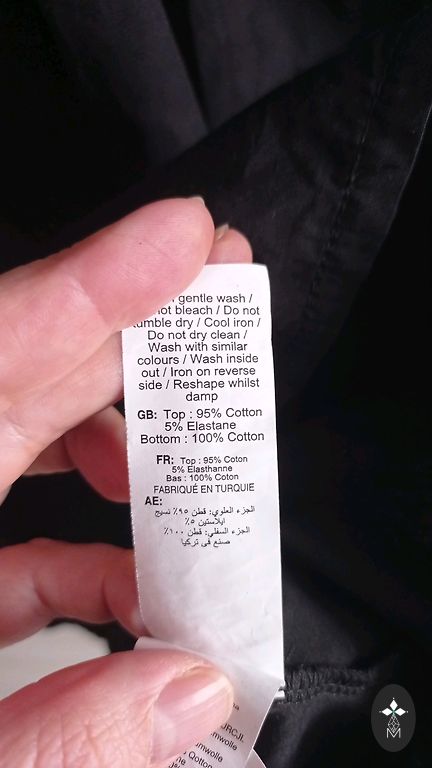 gentle wash /
not bleach / Do not
tumble dry / Cool iron /
Do not dry clean /
Wash with similar
colours / Wash inside
out / Iron on reverse
side / Reshape whilst
damp
GB: Top : 95% Cotton
5% Elastane
Bottom : 100% Cotton
FR: Top : 95% Coton
5% Elasthanne
Bas : 100% Coton
FABRIQUÉ EN TURQUIE
AE:
الجزء العلوي: قطن ٩٥٪ نسيج
ايلاستين ٥٪
الجزء السفلي: قطن ١٠٠٪
صنع فى تركيا